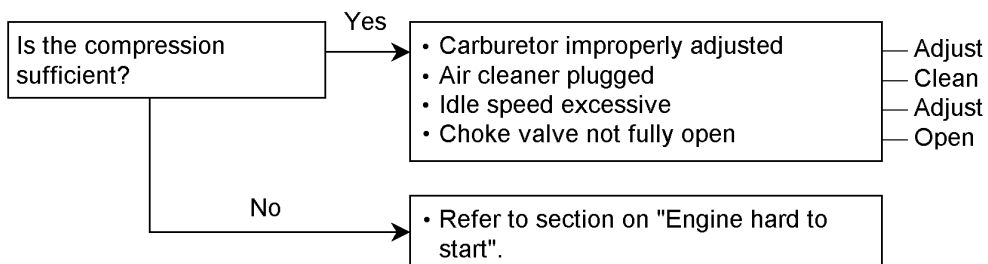 Is the compression
sufficient?
Yes
• Carburetor improperly adjusted
• Air cleaner plugged
• Idle speed excessive
• Choke valve not fully open
Adjust
Clean
Adjust
Open
No
• Refer to section on "Engine hard to
start".